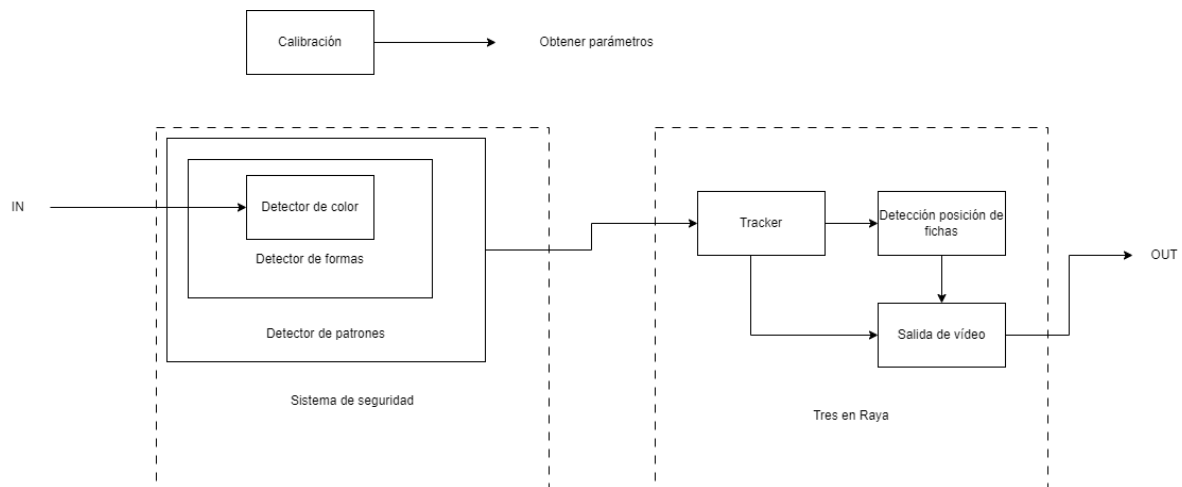 Calibración
Obtener parámetros
IN
Detector de color
Detector de formas
Detector de patrones
Sistema de seguridad
Tracker
Detección posición de
fichas
Salida de vídeo
OUT
Tres en Raya